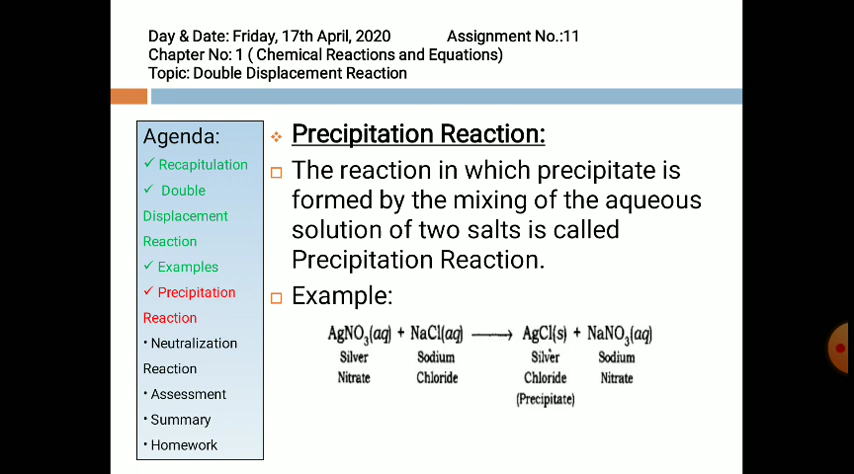 Day & Date: Friday, 17th April, 2020 Assignment No.:11
Chapter No: 1 ( Chemical Reactions and Equations)
Topic: Double Displacement Reaction
Agenda:
✓ Recapitulation
✓ Double
Displacement
Reaction
✓ Examples
✓ Precipitation
Reaction
• Neutralization
Reaction
• Assessment
• Summary
• Homework
Precipitation Reaction:
The reaction in which precipitate is
formed by the mixing of the aqueous
solution of two salts is called
Precipitation Reaction.
Example:
AgNO₃(aq) + NaCl(aq) ⟶ AgCl(s) + NaNO₃(aq)
Silver Sodium Silver Sodium
Nitrate Chloride Chloride Nitrate
(Precipitate)